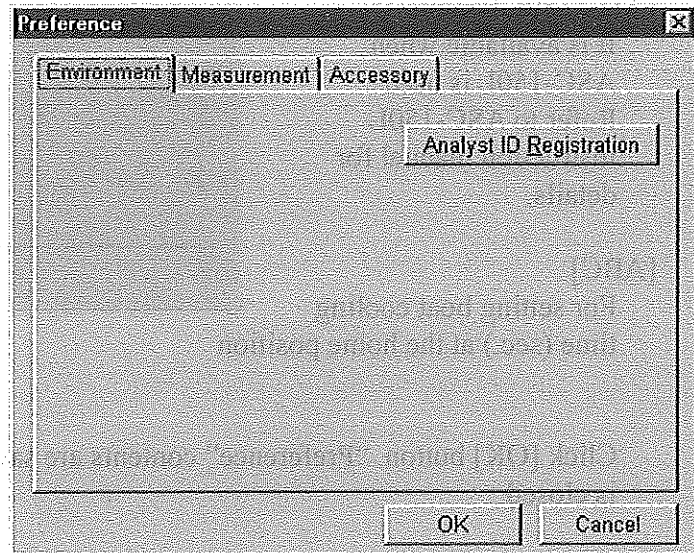 Preference
Environment Measurement Accessory
Analyst ID Registration
OK Cancel